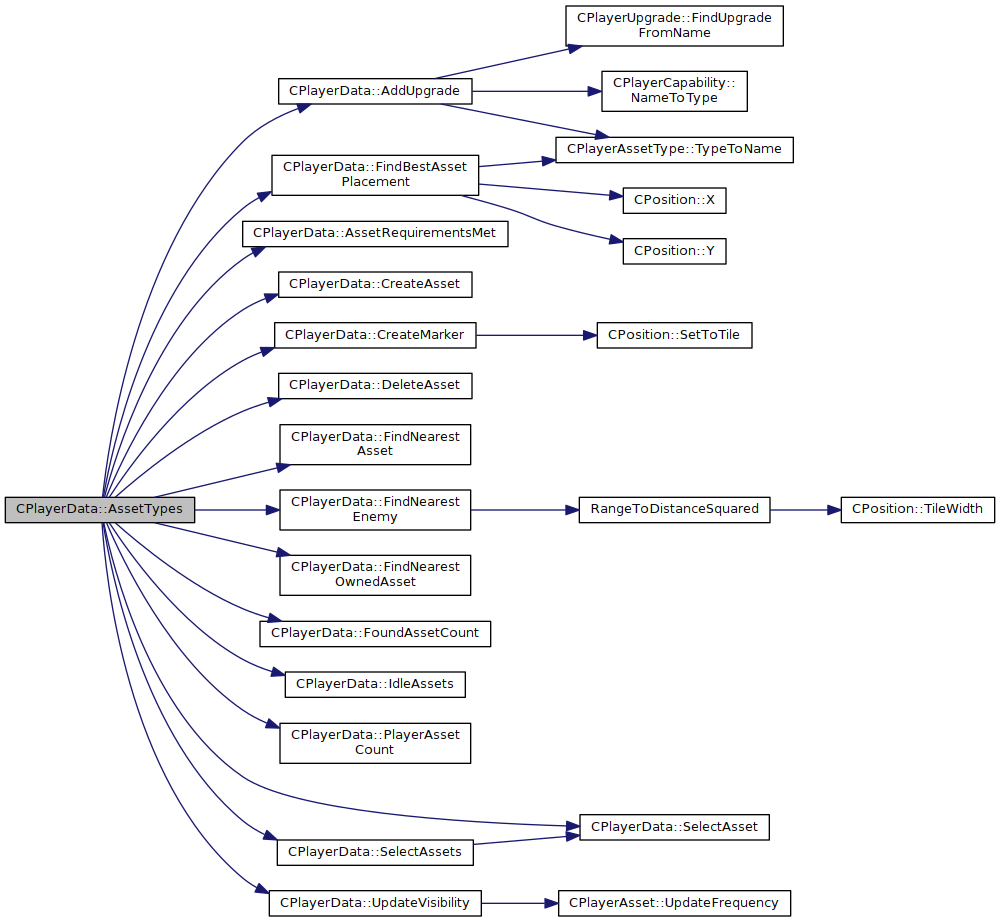 CPlayerUpgrade::FindUpgrade
FromName
CPlayerData::AddUpgrade
CPlayerCapability::
NameToType
CPlayerAssetType::TypeToName
CPlayerData::FindBestAsset
Placement
CPosition::X
CPlayerData::AssetRequirementsMet
CPosition::Y
CPlayerData::CreateAsset
CPlayerData::CreateMarker
CPosition::SetToTile
CPlayerData::DeleteAsset
CPlayerData::FindNearest
Asset
CPlayerData::AssetTypes
CPlayerData::FindNearest
Enemy
RangeToDistanceSquared
CPosition::TileWidth
CPlayerData::FindNearest
OwnedAsset
CPlayerData::FoundAssetCount
CPlayerData::IdleAssets
CPlayerData::PlayerAsset
Count
CPlayerData::SelectAsset
CPlayerData::SelectAssets
CPlayerData::UpdateVisibility
CPlayerAsset::UpdateFrequency